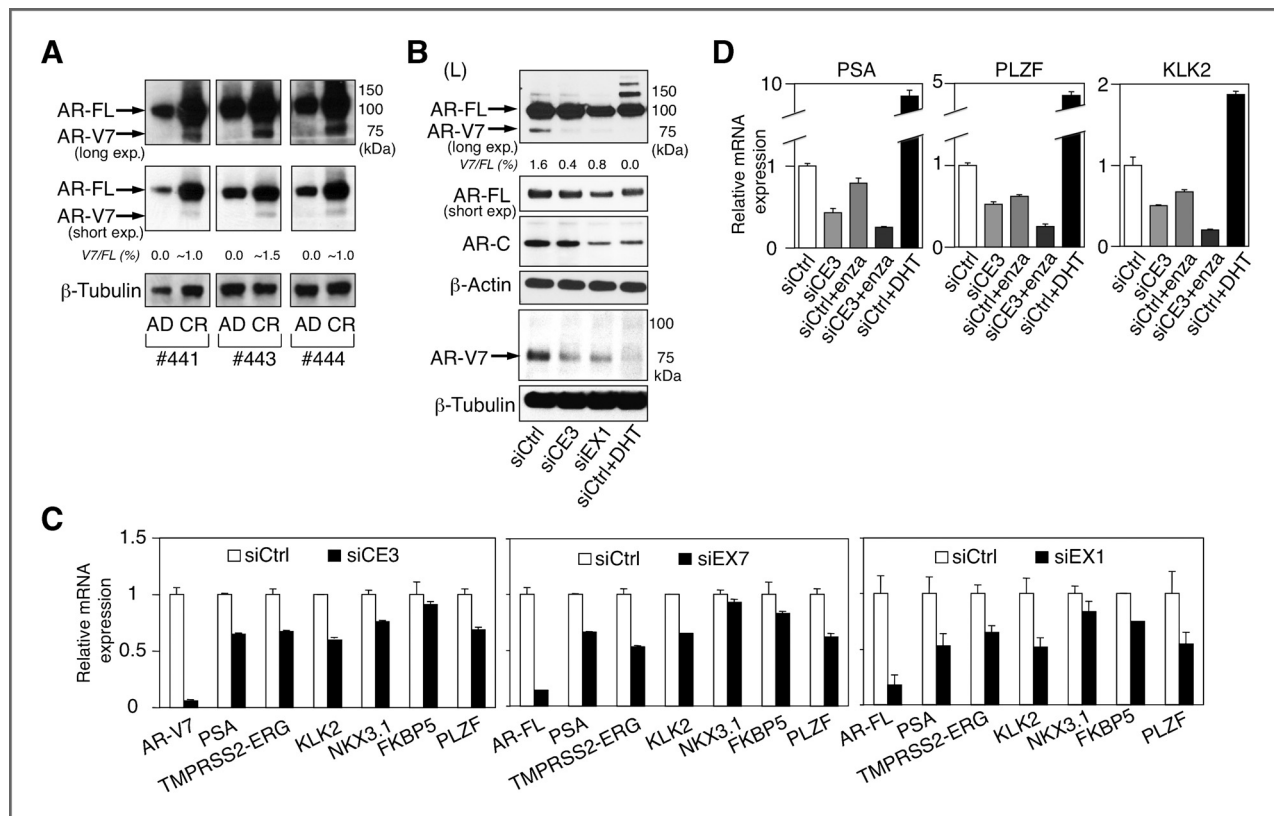 A
AR-FL
AR-V7
(long exp.)
150
100
75
(kDa)
AR-FL
AR-V7
(short exp.)
V7/FL (%) 0.0 ~1.0 0.0 ~1.5 0.0 ~1.0
β-Tubulin
AD CR AD CR AD CR
#441 #443 #444
B
(L)
AR-FL
AR-V7
(long exp.)
150
100
75
(kDa)
V7/FL (%) 1.6 0.4 0.8 0.0
AR-FL
(short exp)
AR-C
β-Actin
AR-V7
100
75
kDa
β-Tubulin
siCtrl siCE3 siEX1 siCtrl+DHT
D
PSA PLZF KLK2
Relative mRNA
expression
10
1
0
5
1
0
2
1
0
siCtrl siCE3 siCtrl+enza siCE3+enza siCtrl+DHT
siCtrl siCE3 siCtrl+enza siCE3+enza siCtrl+DHT
siCtrl siCE3 siCtrl+enza siCE3+enza siCtrl+DHT
C
Relative mRNA
expression
1.5
1
0.5
0
siCtrl siCE3
AR-V7 PSA TMPRSS2-ERG KLK2 NKX3.1 FKBP5 PLZF
siCtrl siEX7
AR-FL PSA TMPRSS2-ERG KLK2 NKX3.1 FKBP5 PLZF
siCtrl siEX1
AR-FL PSA TMPRSS2-ERG KLK2 NKX3.1 FKBP5 PLZF